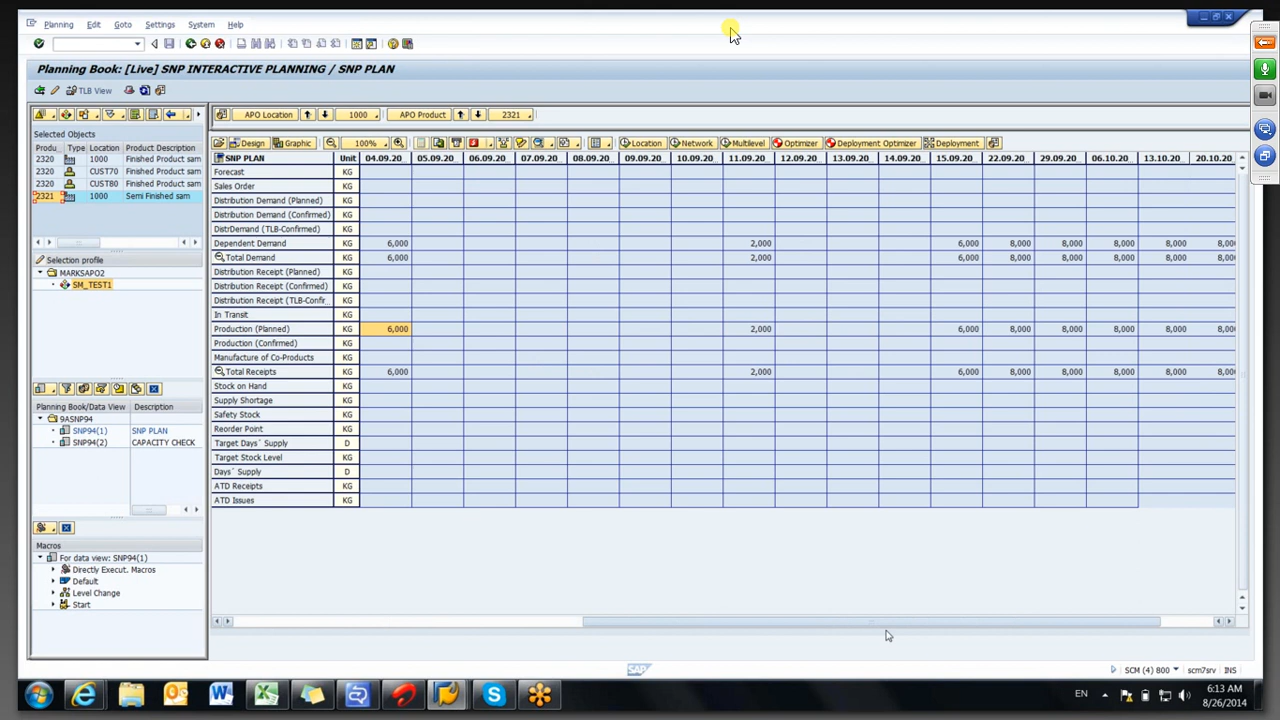 Planning Edit Goto Settings System Help
Planning Book: [Live] SNP INTERACTIVE PLANNING / SNP PLAN
TLB View
APO Location 1000 APO Product 2321
Selected Objects
Produ... Type Location Product Description
2320 1000 Finished Product sam
2320 CUST70 Finished Product sam
2320 CUST80 Finished Product sam
2321 1000 Semi Finished sam
Selection profile
MARKSAPO2
SM_TEST1
Planning Book/Data View Description
9ASNP94
SNP94(1) SNP PLAN
SNP94(2) CAPACITY CHECK
Macros
For data view: SNP94(1)
Directly Execut. Macros
Default
Level Change
Start
Design Graphic 100% Location Network Multilevel Optimizer Deployment Optimizer Deployment
SNP PLAN Unit 04.09.20 05.09.20 06.09.20 07.09.20 08.09.20 09.09.20 10.09.20 11.09.20 12.09.20 13.09.20 14.09.20 15.09.20 22.09.20 29.09.20 06.10.20 13.10.20 20.10.20
Forecast KG
Sales Order KG
Distribution Demand (Planned) KG
Distribution Demand (Confirmed) KG
DistrDemand (TLB-Confirmed) KG
Dependent Demand KG 6,000 2,000 6,000 8,000 8,000 8,000 8,000 8,00
Total Demand KG 6,000 2,000 6,000 8,000 8,000 8,000 8,000 8,00
Distribution Receipt (Planned) KG
Distribution Receipt (Confirmed) KG
Distribution Receipt (TLB-Confir... KG
In Transit KG
Production (Planned) KG 6,000 2,000 6,000 8,000 8,000 8,000 8,000 8,00
Production (Confirmed) KG
Manufacture of Co-Products KG
Total Receipts KG 6,000 2,000 6,000 8,000 8,000 8,000 8,000 8,00
Stock on Hand KG
Supply Shortage KG
Safety Stock KG
Reorder Point KG
Target Days´ Supply D
Target Stock Level KG
Days´ Supply D
ATD Receipts KG
ATD Issues KG
SAP
SCM (4) 800 scm7srv INS
EN
6:13 AM
8/26/2014